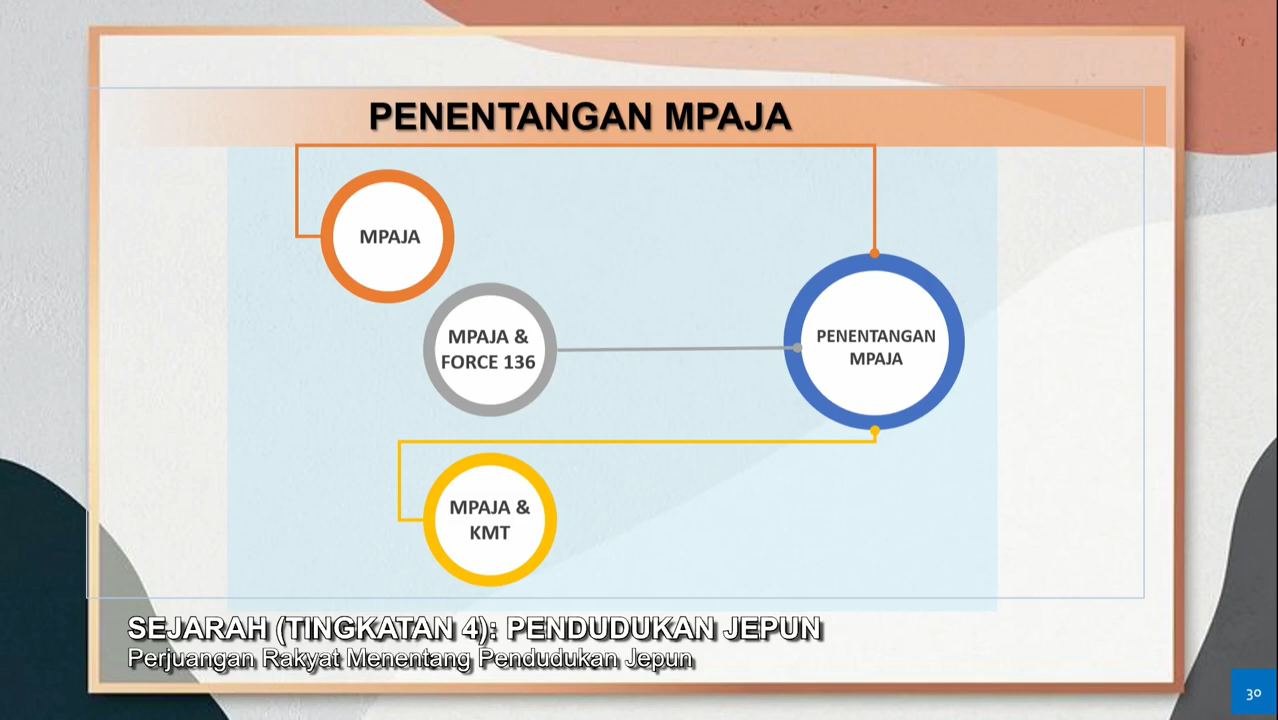 PENENTANGAN MPAJA
MPAJA
MPAJA &
FORCE 136
PENENTANGAN
MPAJA
MPAJA &
KMT
SEJARAH (TINGKATAN 4): PENDUDUKAN JEPUN
Perjuangan Rakyat Menentang Pendudukan Jepun
30